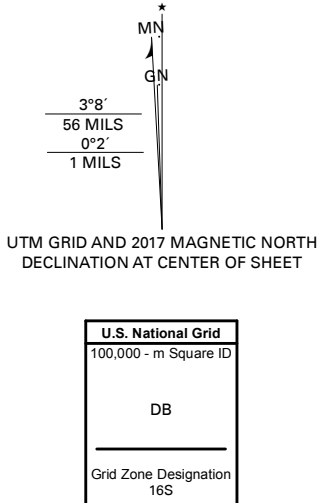 MN
GN
3°8´
56 MILS
0°2´
1 MILS
UTM GRID AND 2017 MAGNETIC NORTH
DECLINATION AT CENTER OF SHEET
U.S. National Grid
100,000 - m Square ID
DB
Grid Zone Designation
16S